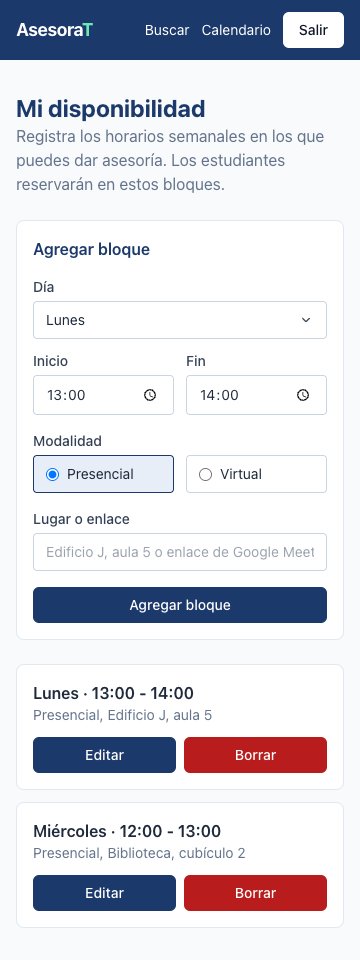 AsesoraT Buscar Calendario Salir
Mi disponibilidad
Registra los horarios semanales en los que
puedes dar asesoría. Los estudiantes
reservarán en estos bloques.
Agregar bloque
Día
Lunes
Inicio Fin
13:00 14:00
Modalidad
Presencial Virtual
Lugar o enlace
Edificio J, aula 5 o enlace de Google Meet
Agregar bloque
Lunes · 13:00 - 14:00
Presencial, Edificio J, aula 5
Editar Borrar
Miércoles · 12:00 - 13:00
Presencial, Biblioteca, cubículo 2
Editar Borrar